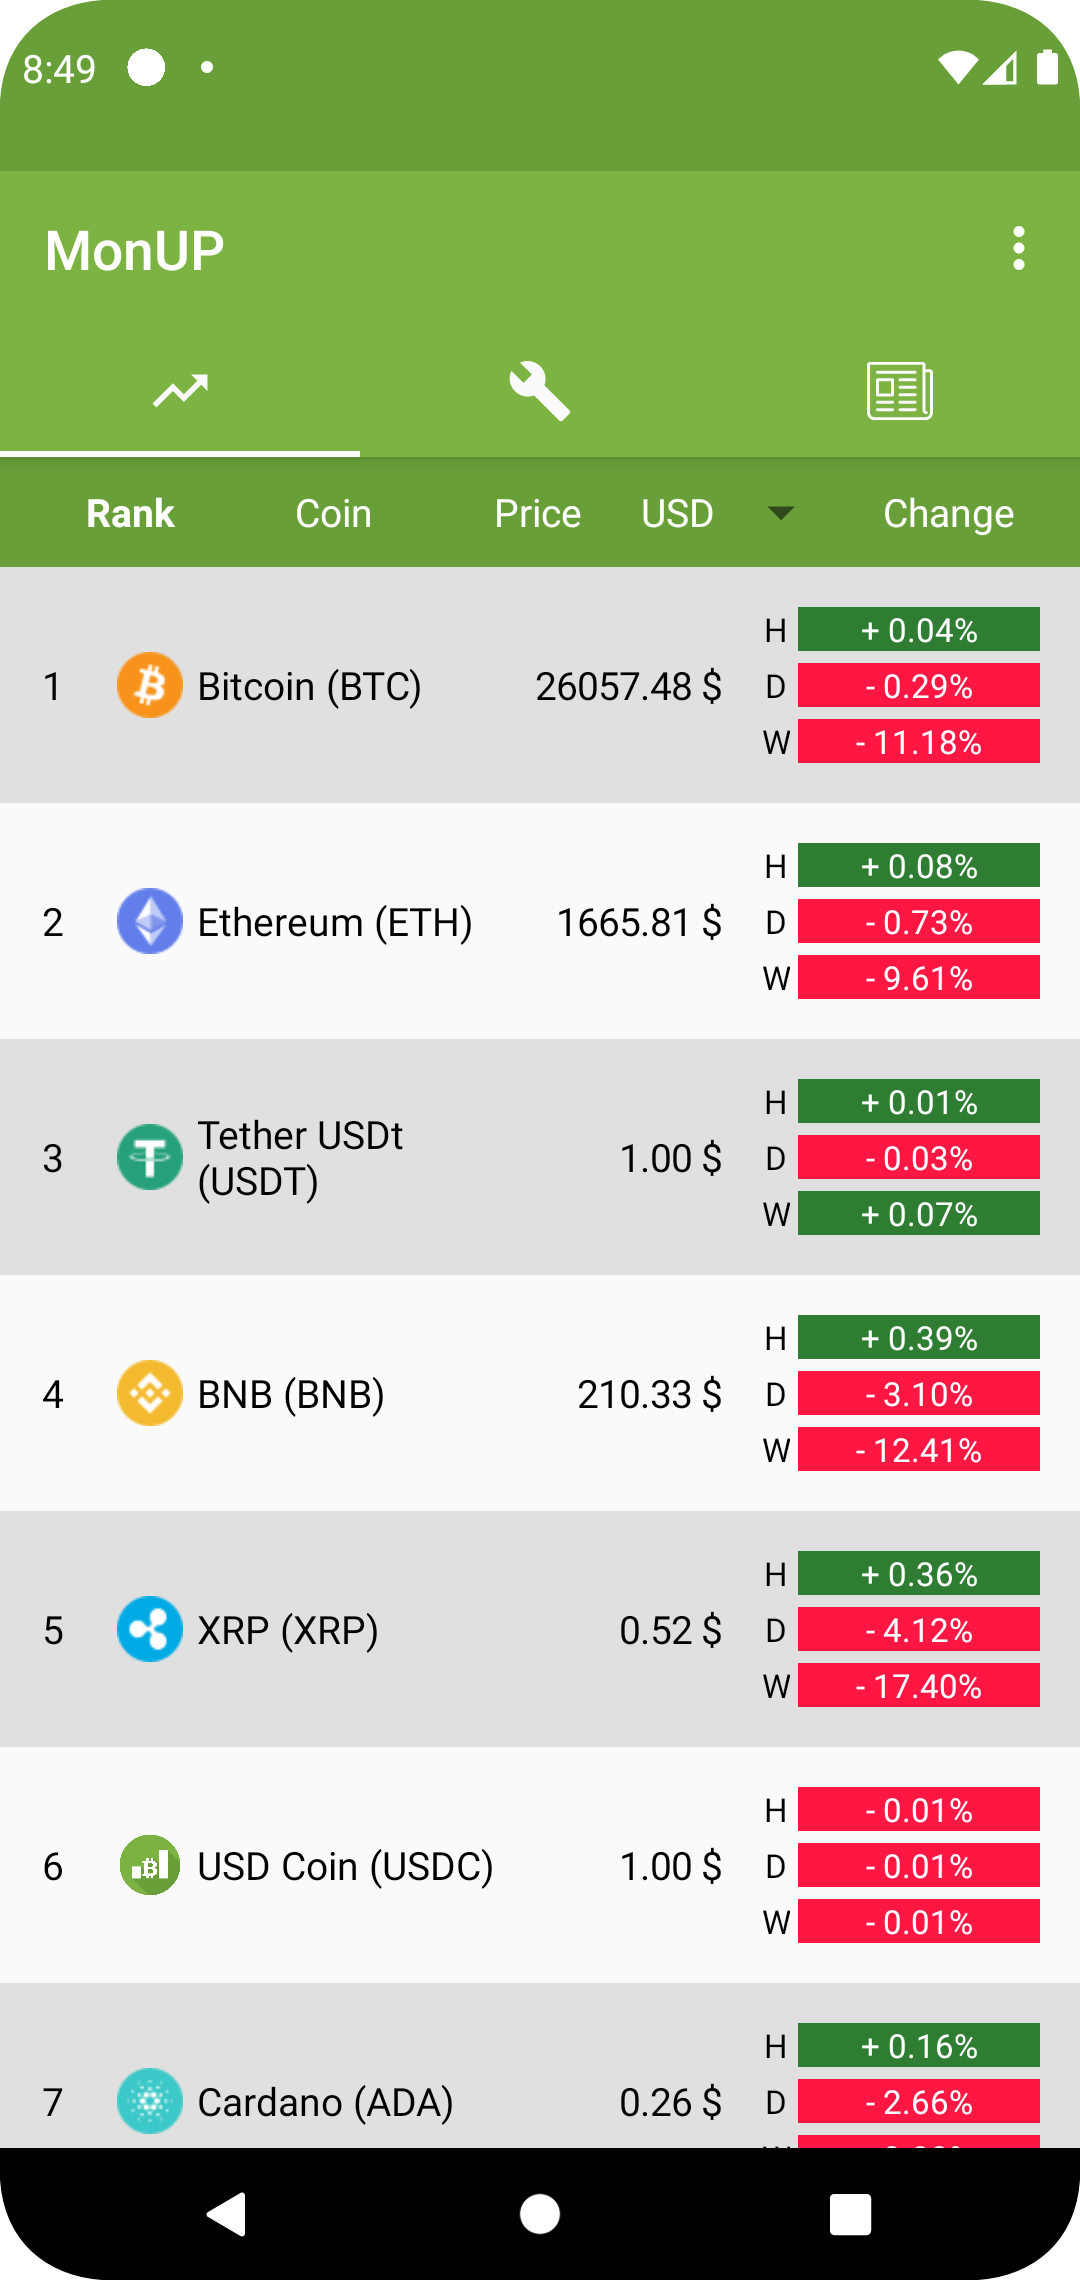 8:49
MonUP
Rank Coin Price USD Change
H + 0.04%
1 Bitcoin (BTC) 26057.48 $ D - 0.29%
W - 11.18%
H + 0.08%
2 Ethereum (ETH) 1665.81 $ D - 0.73%
W - 9.61%
H + 0.01%
3 Tether USDt (USDT) 1.00 $ D - 0.03%
W + 0.07%
H + 0.39%
4 BNB (BNB) 210.33 $ D - 3.10%
W - 12.41%
H + 0.36%
5 XRP (XRP) 0.52 $ D - 4.12%
W - 17.40%
H - 0.01%
6 USD Coin (USDC) 1.00 $ D - 0.01%
W - 0.01%
H + 0.16%
7 Cardano (ADA) 0.26 $ D - 2.66%